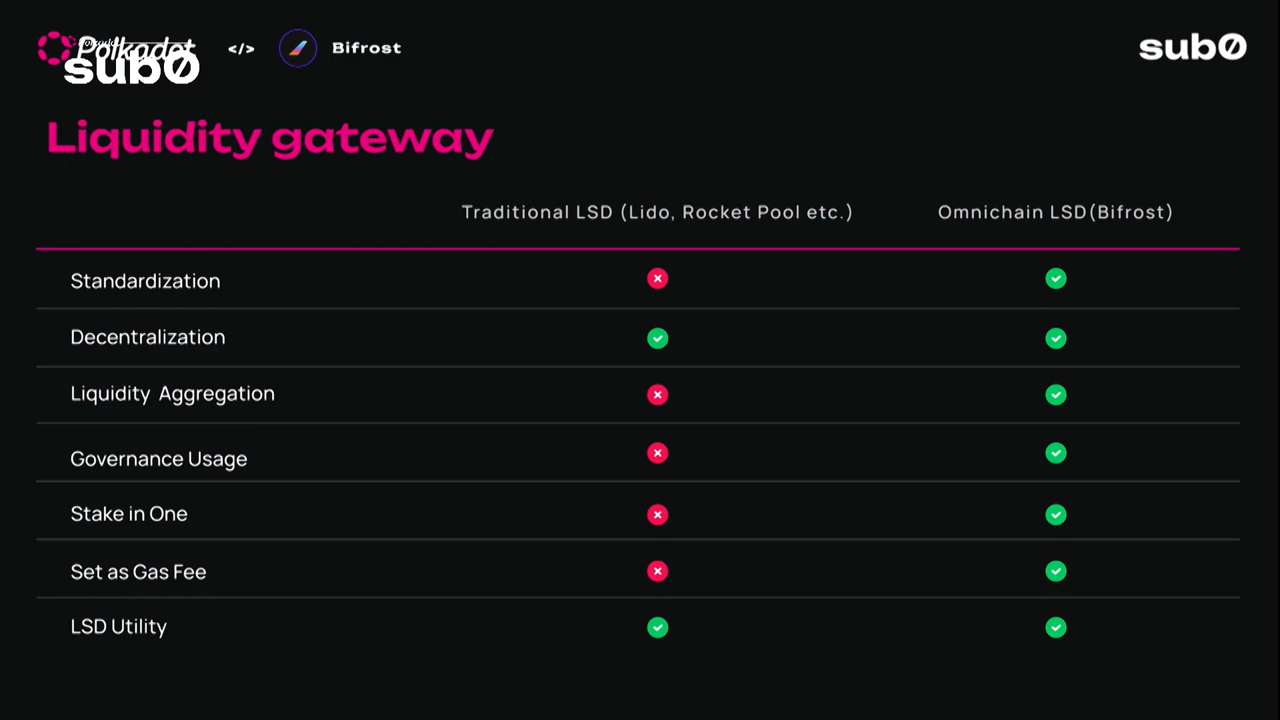 Polkadot </> Bifrost sub0
sub0
Liquidity gateway
Traditional LSD (Lido, Rocket Pool etc.) Omnichain LSD(Bifrost)
Standardization
Decentralization
Liquidity Aggregation
Governance Usage
Stake in One
Set as Gas Fee
LSD Utility